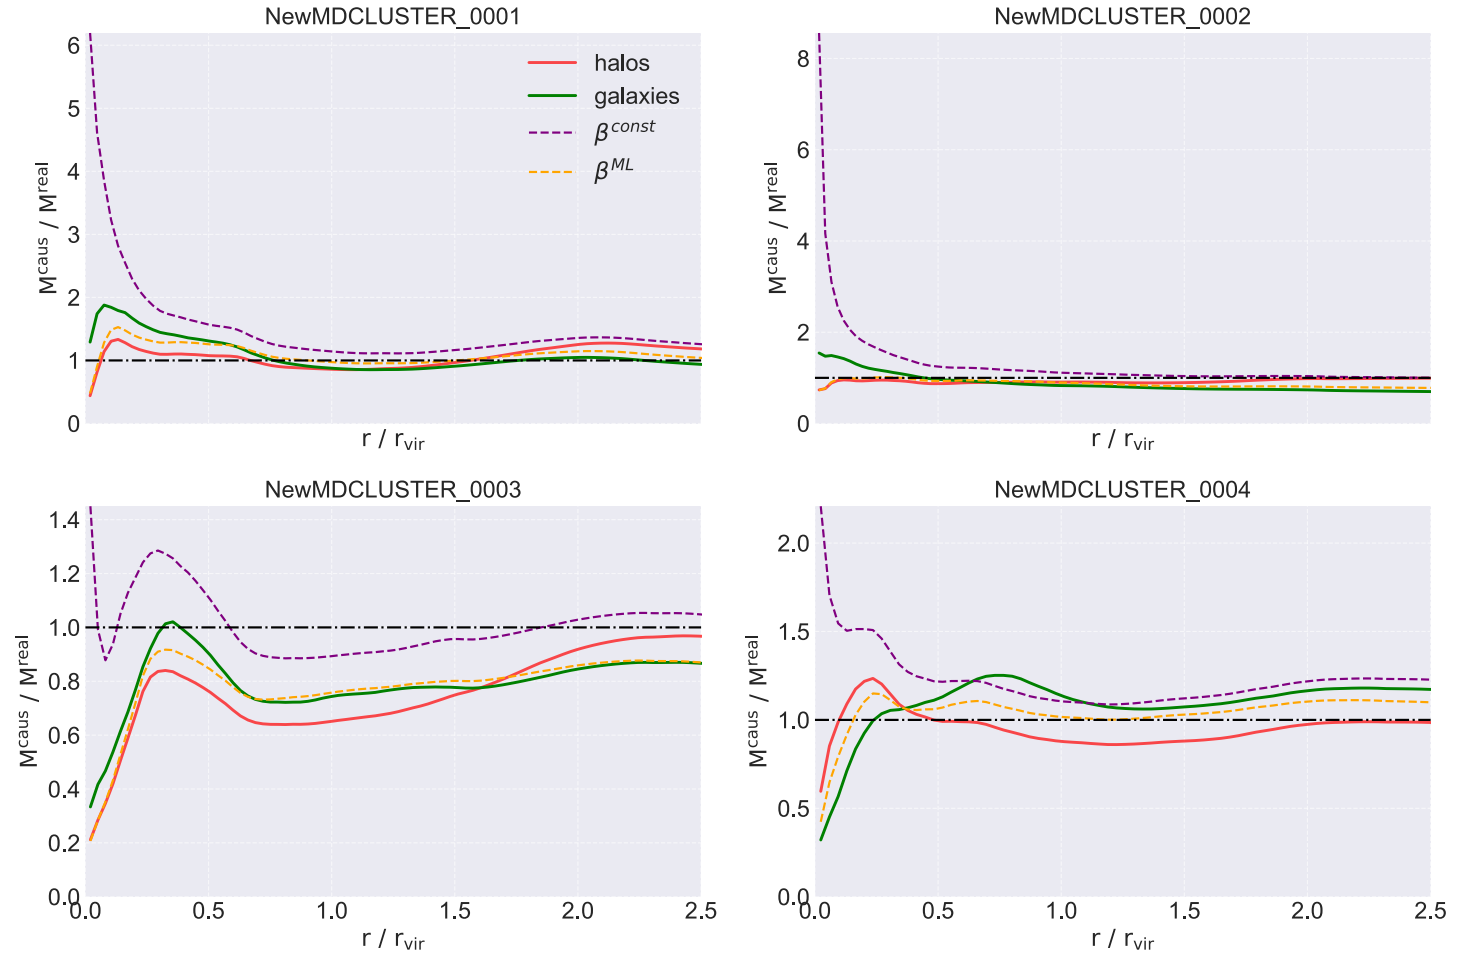 NewMDCLUSTER_0001
6
5
4
3
2
1
0
M^caus / M^real
r / r_vir
halos
galaxies
β^const
β^ML
NewMDCLUSTER_0002
8
6
4
2
0
M^caus / M^real
r / r_vir
NewMDCLUSTER_0003
1.4
1.2
1.0
0.8
0.6
0.4
0.2
0.0
M^caus / M^real
0.0 0.5 1.0 1.5 2.0 2.5
r / r_vir
NewMDCLUSTER_0004
2.0
1.5
1.0
0.5
0.0
M^caus / M^real
0.0 0.5 1.0 1.5 2.0 2.5
r / r_vir